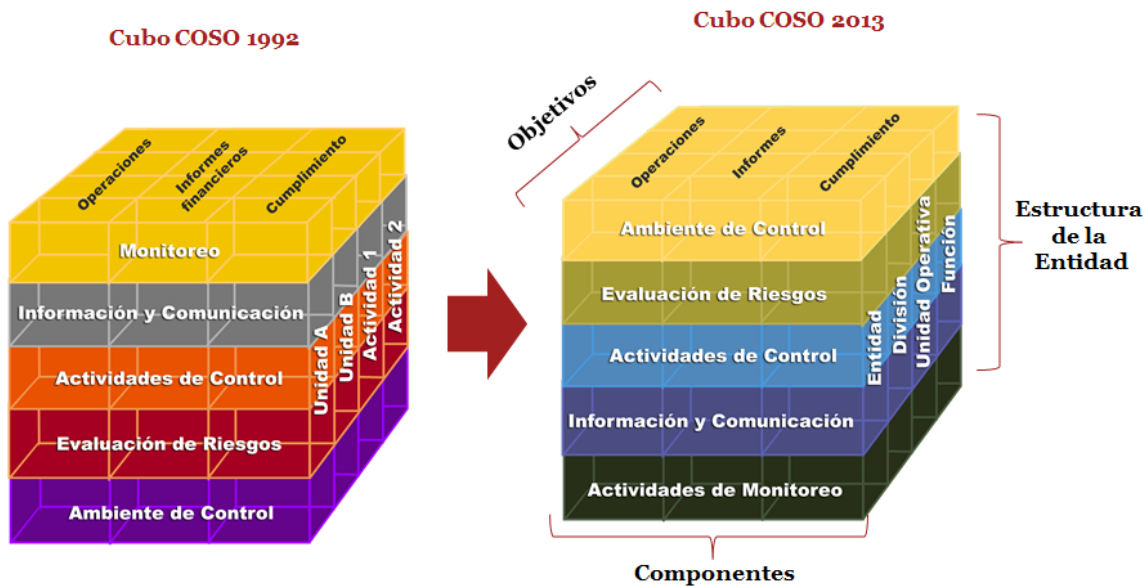 Cubo COSO 1992
Operaciones
Informes
financieros
Cumplimiento
Monitoreo
Información y Comunicación
Actividades de Control
Evaluación de Riesgos
Ambiente de Control
Unidad A
Unidad B
Actividad 1
Actividad 2
Cubo COSO 2013
Objetivos
Operaciones
Informes
Cumplimiento
Ambiente de Control
Evaluación de Riesgos
Actividades de Control
Información y Comunicación
Actividades de Monitoreo
Entidad
División
Unidad Operativa
Función
Estructura
de la
Entidad
Componentes